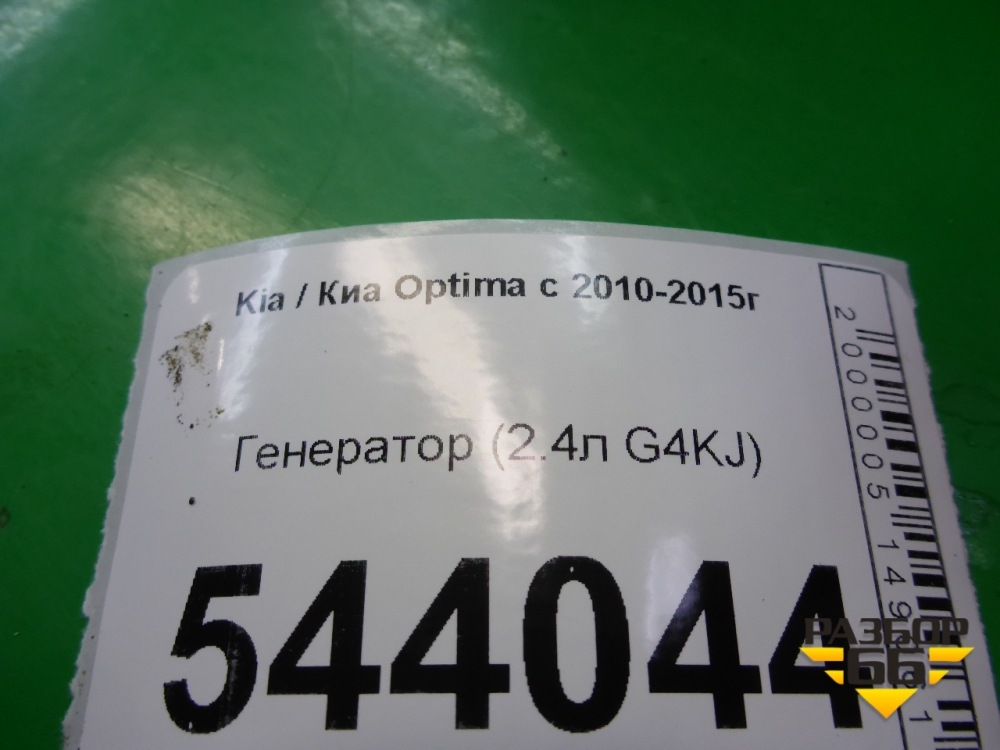 Kia / Киа Optima с 2010-2015г
Генератор (2.4л G4KJ)
544044
РАЗБОР
66